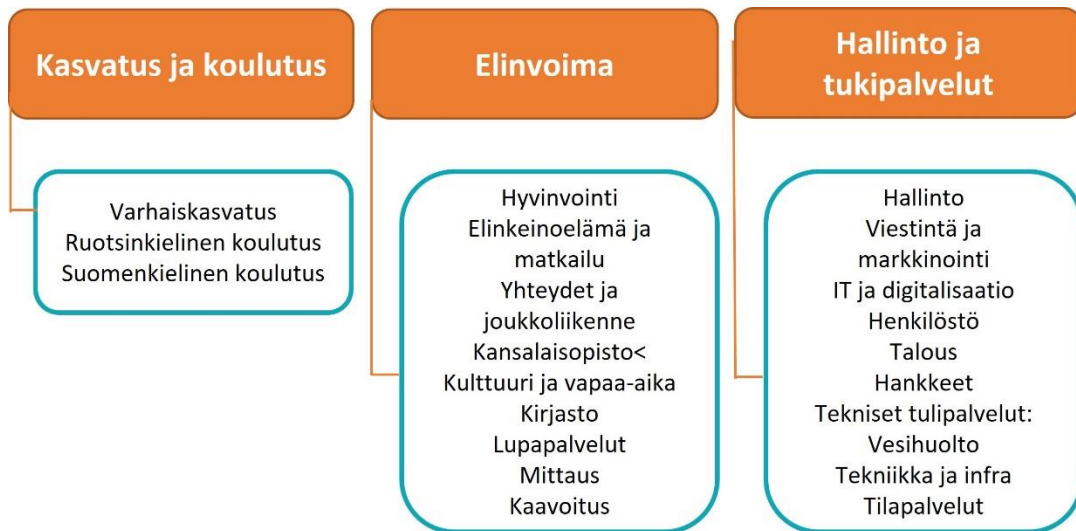 Kasvatus ja koulutus
Varhaiskasvatus
Ruotsinkielinen koulutus
Suomenkielinen koulutus
Elinvoima
Hyvinvointi
Elinkeinoelämä ja
matkailu
Yhteydet ja
joukkoliikenne
Kansalaisopisto<
Kulttuuri ja vapaa-aika
Kirjasto
Lupapalvelut
Mittaus
Kaavoitus
Hallinto ja
tukipalvelut
Hallinto
Viestintä ja
markkinointi
IT ja digitalisaatio
Henkilöstö
Talous
Hankkeet
Tekniset tulipalvelut:
Vesihuolto
Tekniikka ja infra
Tilapalvelut